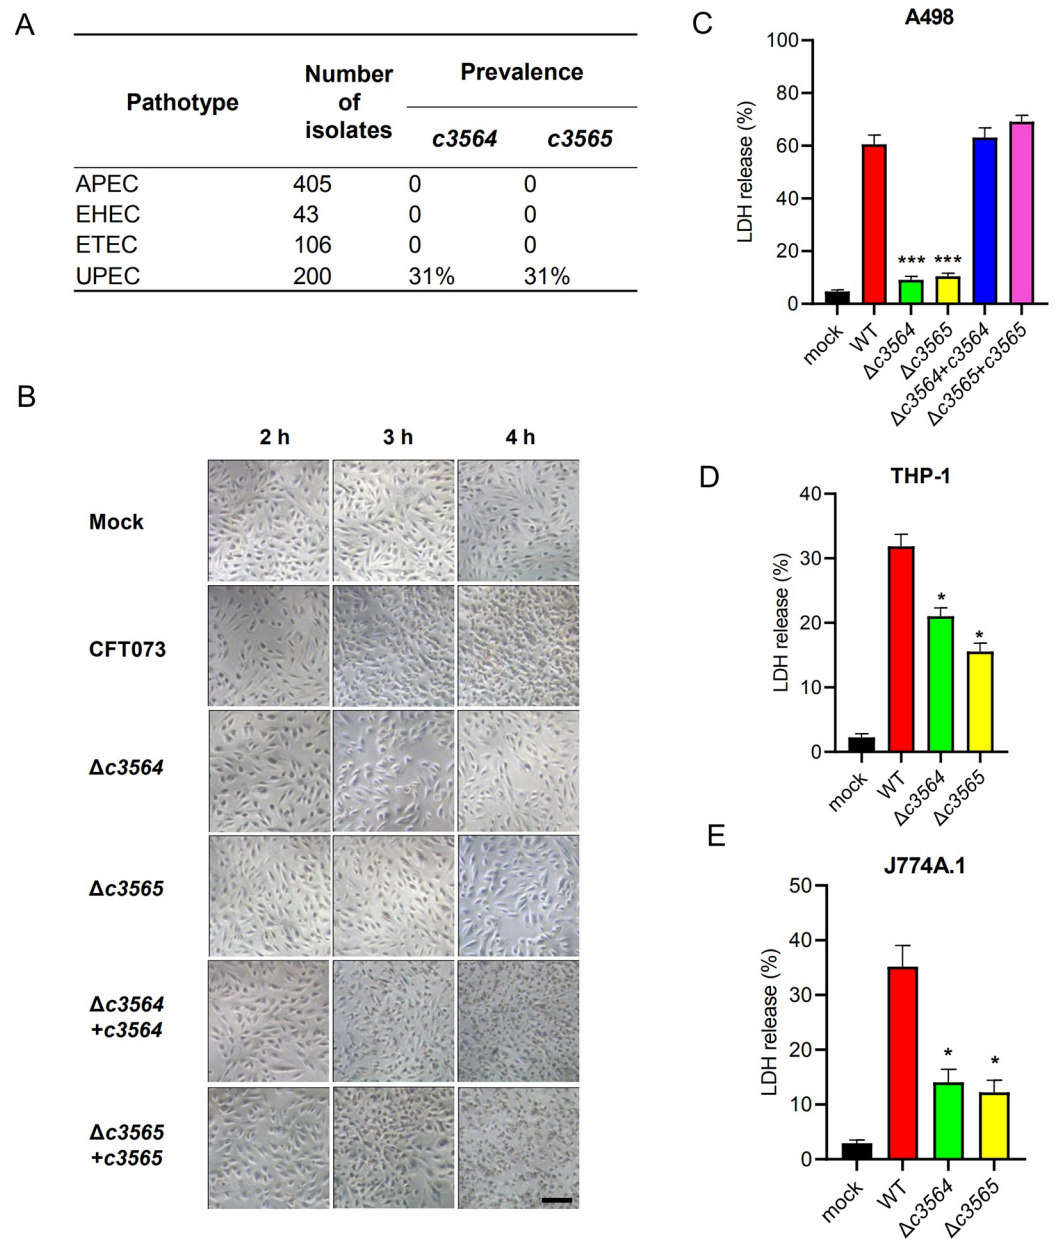 A
Pathotype
Number
of
isolates
Prevalence
c3564 c3565
APEC 405 0 0
EHEC 43 0 0
ETEC 106 0 0
UPEC 200 31% 31%
B
2 h 3 h 4 h
Mock
CFT073
Δc3564
Δc3565
Δc3564
+c3564
Δc3565
+c3565
C
A498
LDH release (%)
100
80
60
40
20
0
*** ***
mock
WT
Δc3564
Δc3565
Δc3564+c3564
Δc3565+c3565
D
THP-1
LDH release (%)
40
30
20
10
0
*
*
mock
WT
Δc3564
Δc3565
E
J774A.1
LDH release (%)
50
40
30
20
10
0
*
*
mock
WT
Δc3564
Δc3565